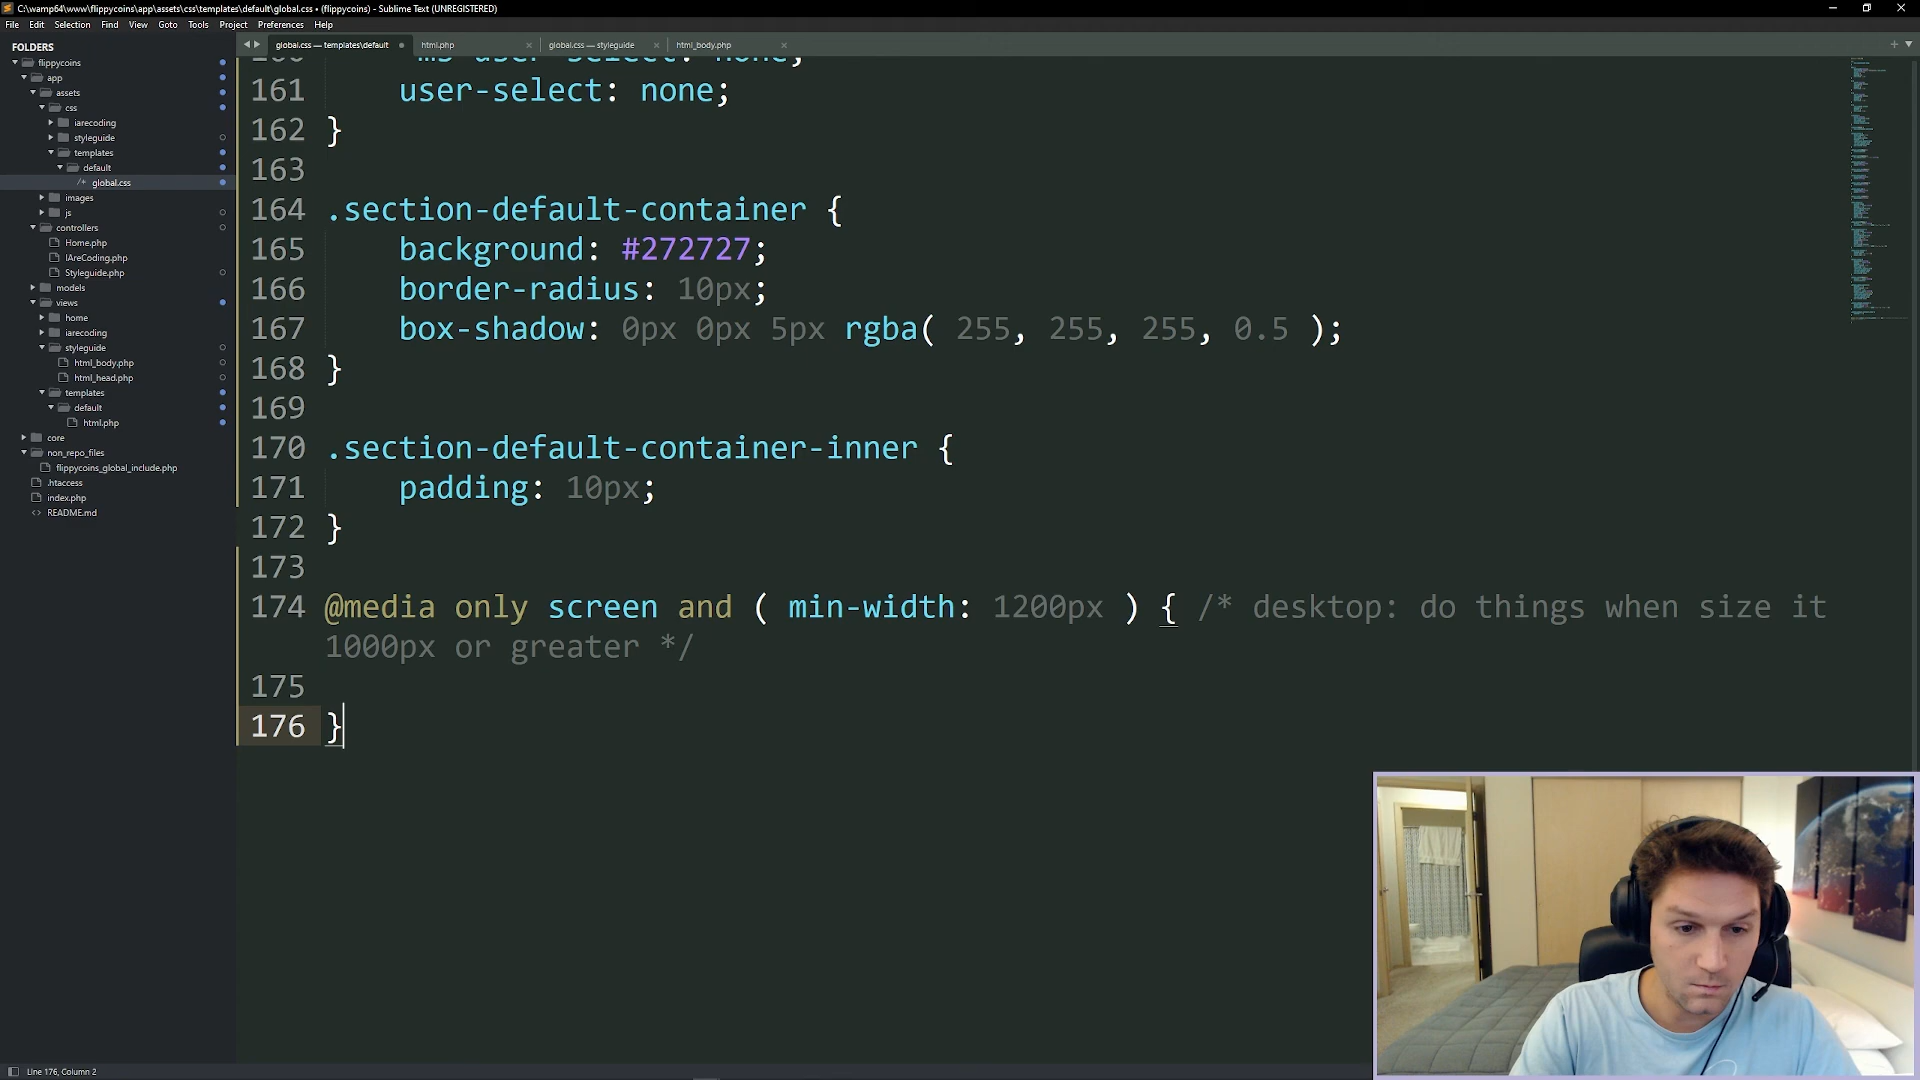 C:\wamp64\www\flippycoins\app\assets\css\templates\default\global.css • (flippycoins) - Sublime Text (UNREGISTERED)
File Edit Selection Find View Goto Tools Project Preferences Help
FOLDERS
flippycoins
app
assets
css
iarecoding
styleguide
templates
default
/* global.css
images
js
controllers
Home.php
IAreCoding.php
Styleguide.php
models
views
home
iarecoding
styleguide
html_body.php
html_head.php
templates
default
html.php
core
non_repo_files
flippycoins_global_include.php
.htaccess
index.php
<> README.md
global.css — templates\default
html.php
global.css — styleguide
html_body.php
160 -ms-user-select: none;
161 user-select: none;
162 }
163
164 .section-default-container {
165 background: #272727;
166 border-radius: 10px;
167 box-shadow: 0px 0px 5px rgba( 255, 255, 255, 0.5 );
168 }
169
170 .section-default-container-inner {
171 padding: 10px;
172 }
173
174 @media only screen and ( min-width: 1200px ) { /* desktop: do things when size it
1000px or greater */
175
176 }
Line 176, Column 2